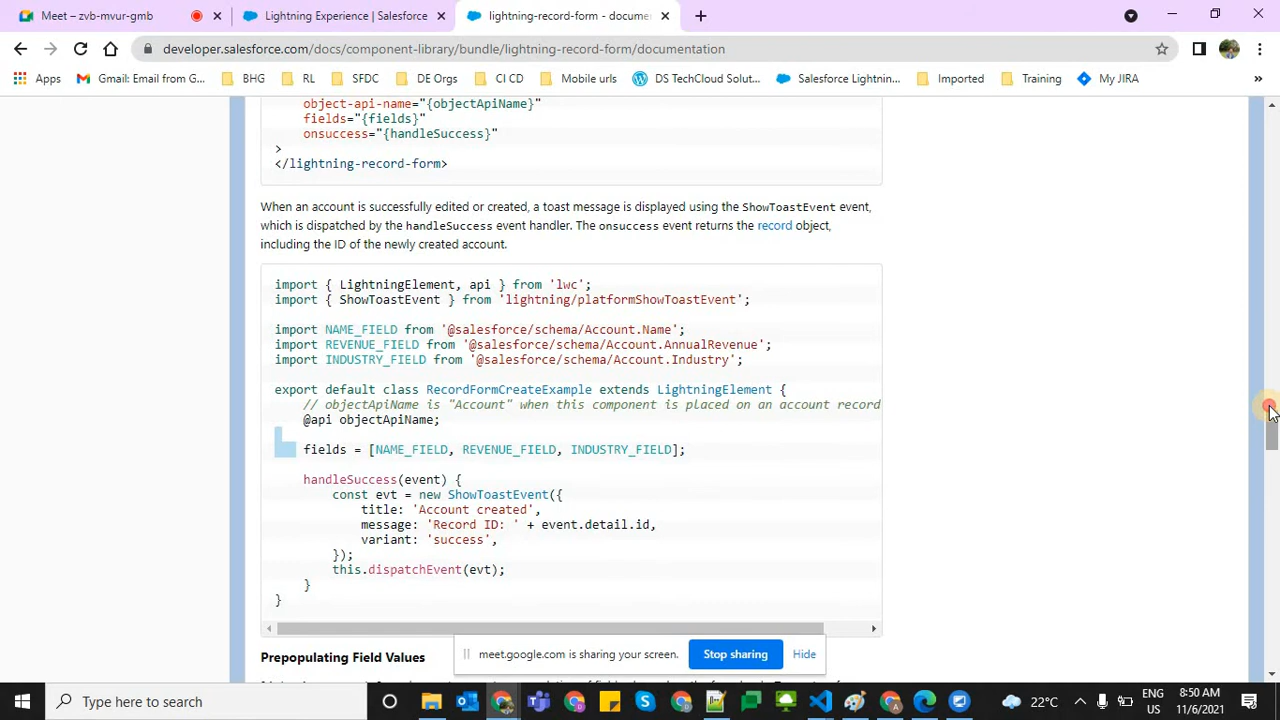 Meet – zvb-mvur-gmb
Lightning Experience | Salesforce
lightning-record-form - docume
developer.salesforce.com/docs/component-library/bundle/lightning-record-form/documentation
Apps
Gmail: Email from G...
BHG
RL
SFDC
DE Orgs
CI CD
Mobile urls
DS TechCloud Solut...
Salesforce Lightnin...
Imported
Training
My JIRA
»
object-api-name="{objectApiName}"
fields="{fields}"
onsuccess="{handleSuccess}"
>
</lightning-record-form>
When an account is successfully edited or created, a toast message is displayed using the ShowToastEvent event,
which is dispatched by the handleSuccess event handler. The onsuccess event returns the record object,
including the ID of the newly created account.
import { LightningElement, api } from 'lwc';
import { ShowToastEvent } from 'lightning/platformShowToastEvent';
import NAME_FIELD from '@salesforce/schema/Account.Name';
import REVENUE_FIELD from '@salesforce/schema/Account.AnnualRevenue';
import INDUSTRY_FIELD from '@salesforce/schema/Account.Industry';
export default class RecordFormCreateExample extends LightningElement {
// objectApiName is "Account" when this component is placed on an account record
@api objectApiName;
fields = [NAME_FIELD, REVENUE_FIELD, INDUSTRY_FIELD];
handleSuccess(event) {
const evt = new ShowToastEvent({
title: 'Account created',
message: 'Record ID: ' + event.detail.id,
variant: 'success',
});
this.dispatchEvent(evt);
}
}
meet.google.com is sharing your screen.
Stop sharing
Hide
Prepopulating Field Values
Type here to search
22°C
ENG
US
8:50 AM
11/6/2021